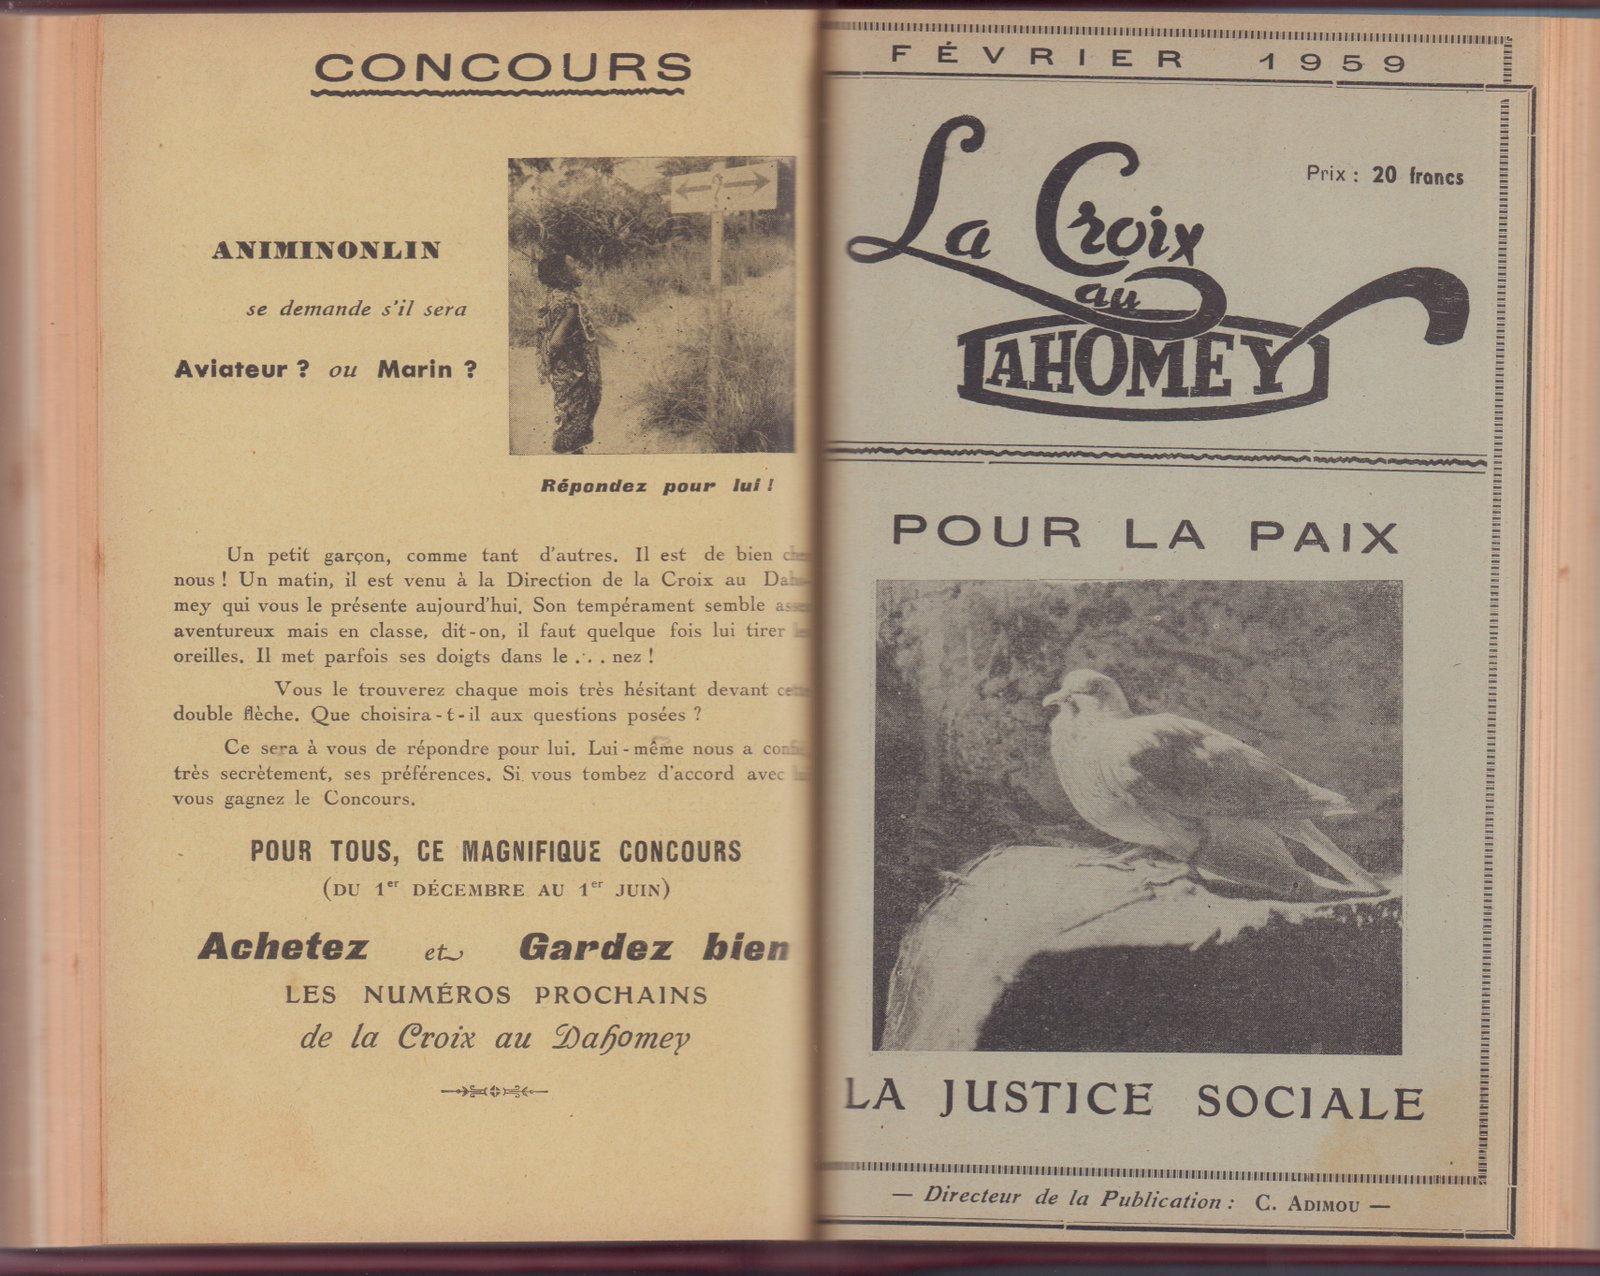 CONCOURS
ANIMINONLIN
se demande s'il sera
Aviateur ? ou Marin ?
?
Répondez pour lui !
Un petit garçon, comme tant d'autres. Il est de bien
nous ! Un matin, il est venu à la Direction de la Croix au Daho-
mey qui vous le présente aujourd'hui. Son tempérament semble assez
aventureux mais en classe, dit-on, il faut quelque fois lui tirer
oreilles. Il met parfois ses doigts dans le . . . nez !
Vous le trouverez chaque mois très hésitant devant cette
double flèche. Que choisira-t-il aux questions posées ?
Ce sera à vous de répondre pour lui. Lui-même nous a confié,
très secrètement, ses préférences. Si vous tombez d'accord avec
vous gagnez le Concours.
POUR TOUS, CE MAGNIFIQUE CONCOURS
(DU 1er DÉCEMBRE AU 1er JUIN)
Achetez et Gardez bien
LES NUMÉROS PROCHAINS
de la Croix au Dahomey
FÉVRIER 1959
Prix : 20 francs
La Croix
au
DAHOMEY
POUR LA PAIX
LA JUSTICE SOCIALE
— Directeur de la Publication : C. ADIMOU —